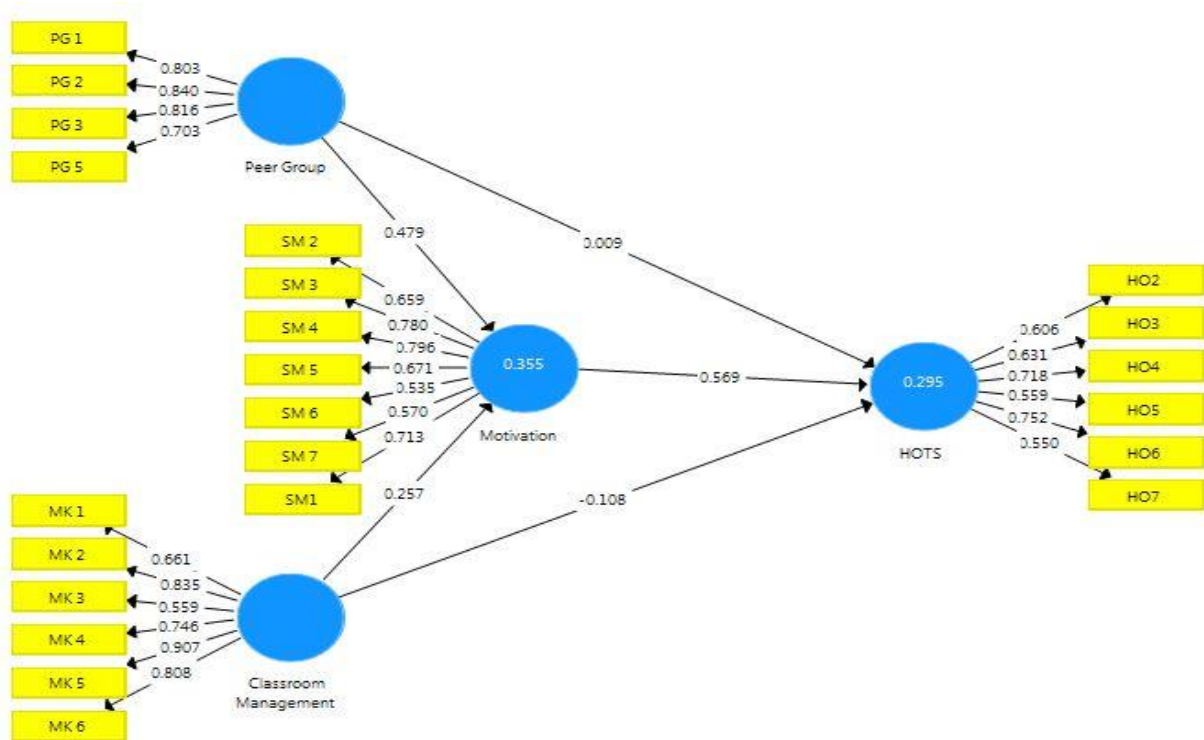 PG 1
PG 2
PG 3
PG 5
0.803
0.840
0.816
0.703
Peer Group
0.479
0.009
SM 2
SM 3
SM 4
SM 5
SM 6
SM 7
SM1
0.659
0.780
0.796
0.671
0.535
0.570
0.713
0.355
Motivation
0.569
0.257
-0.108
HO2
HO3
HO4
HO5
HO6
HO7
0.606
0.631
0.718
0.559
0.752
0.550
0.295
HOTS
MK 1
MK 2
MK 3
MK 4
MK 5
MK 6
0.661
0.835
0.559
0.746
0.907
0.808
Classroom
Management